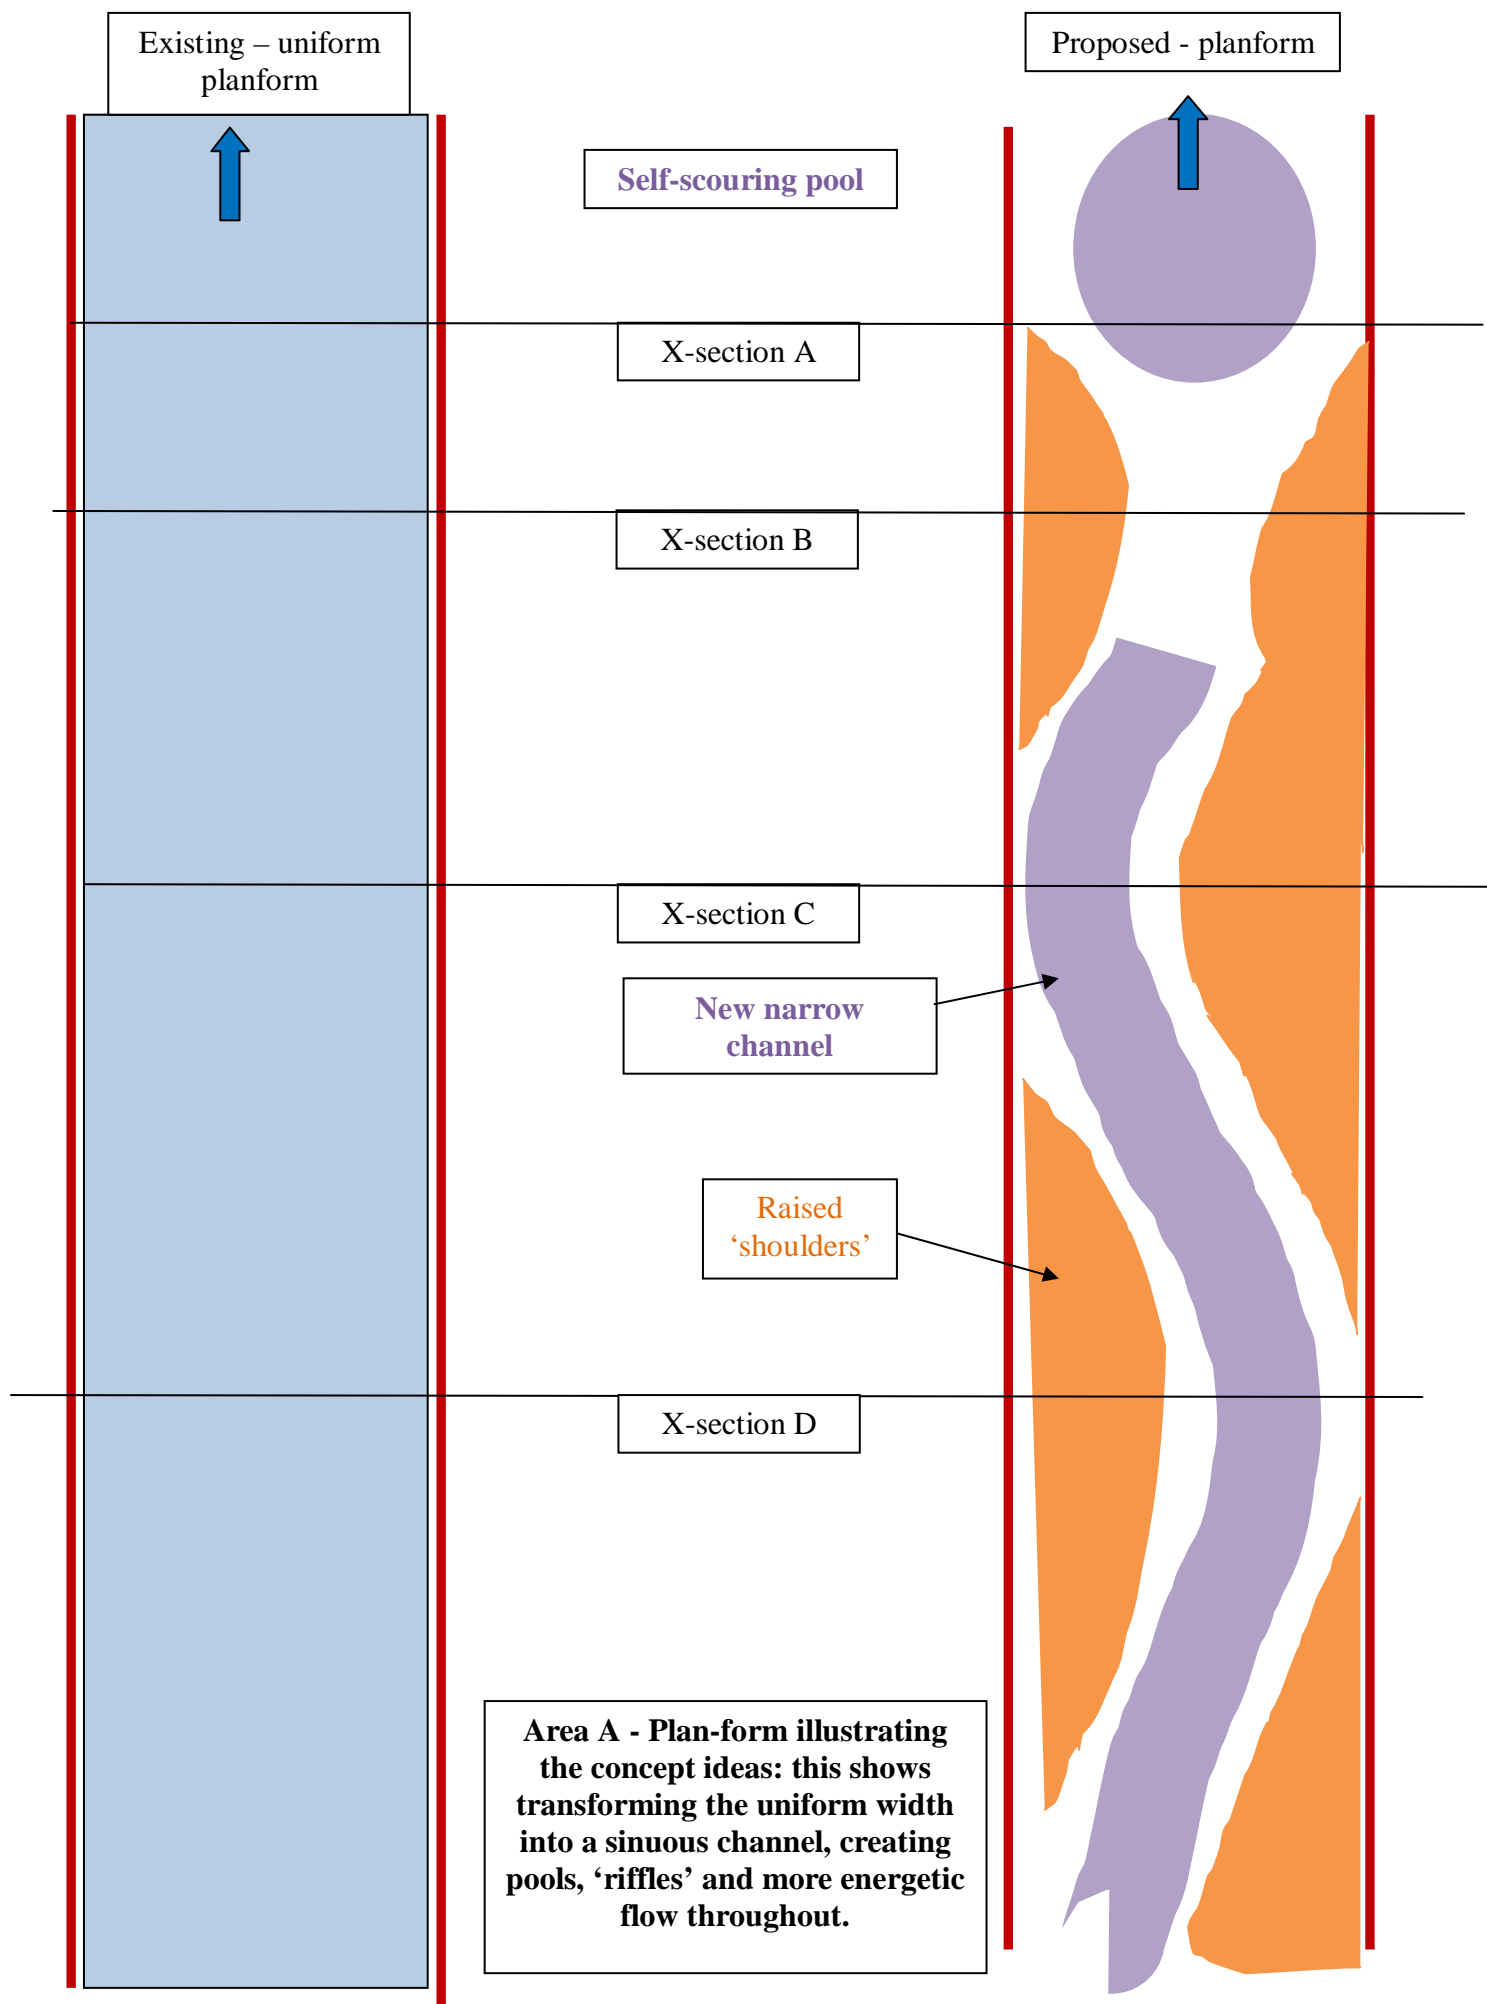 Existing – uniform
planform
Proposed - planform
Self-scouring pool
X-section A
X-section B
X-section C
New narrow
channel
Raised
‘shoulders’
X-section D
Area A - Plan-form illustrating
the concept ideas: this shows
transforming the uniform width
into a sinuous channel, creating
pools, ‘riffles’ and more energetic
flow throughout.